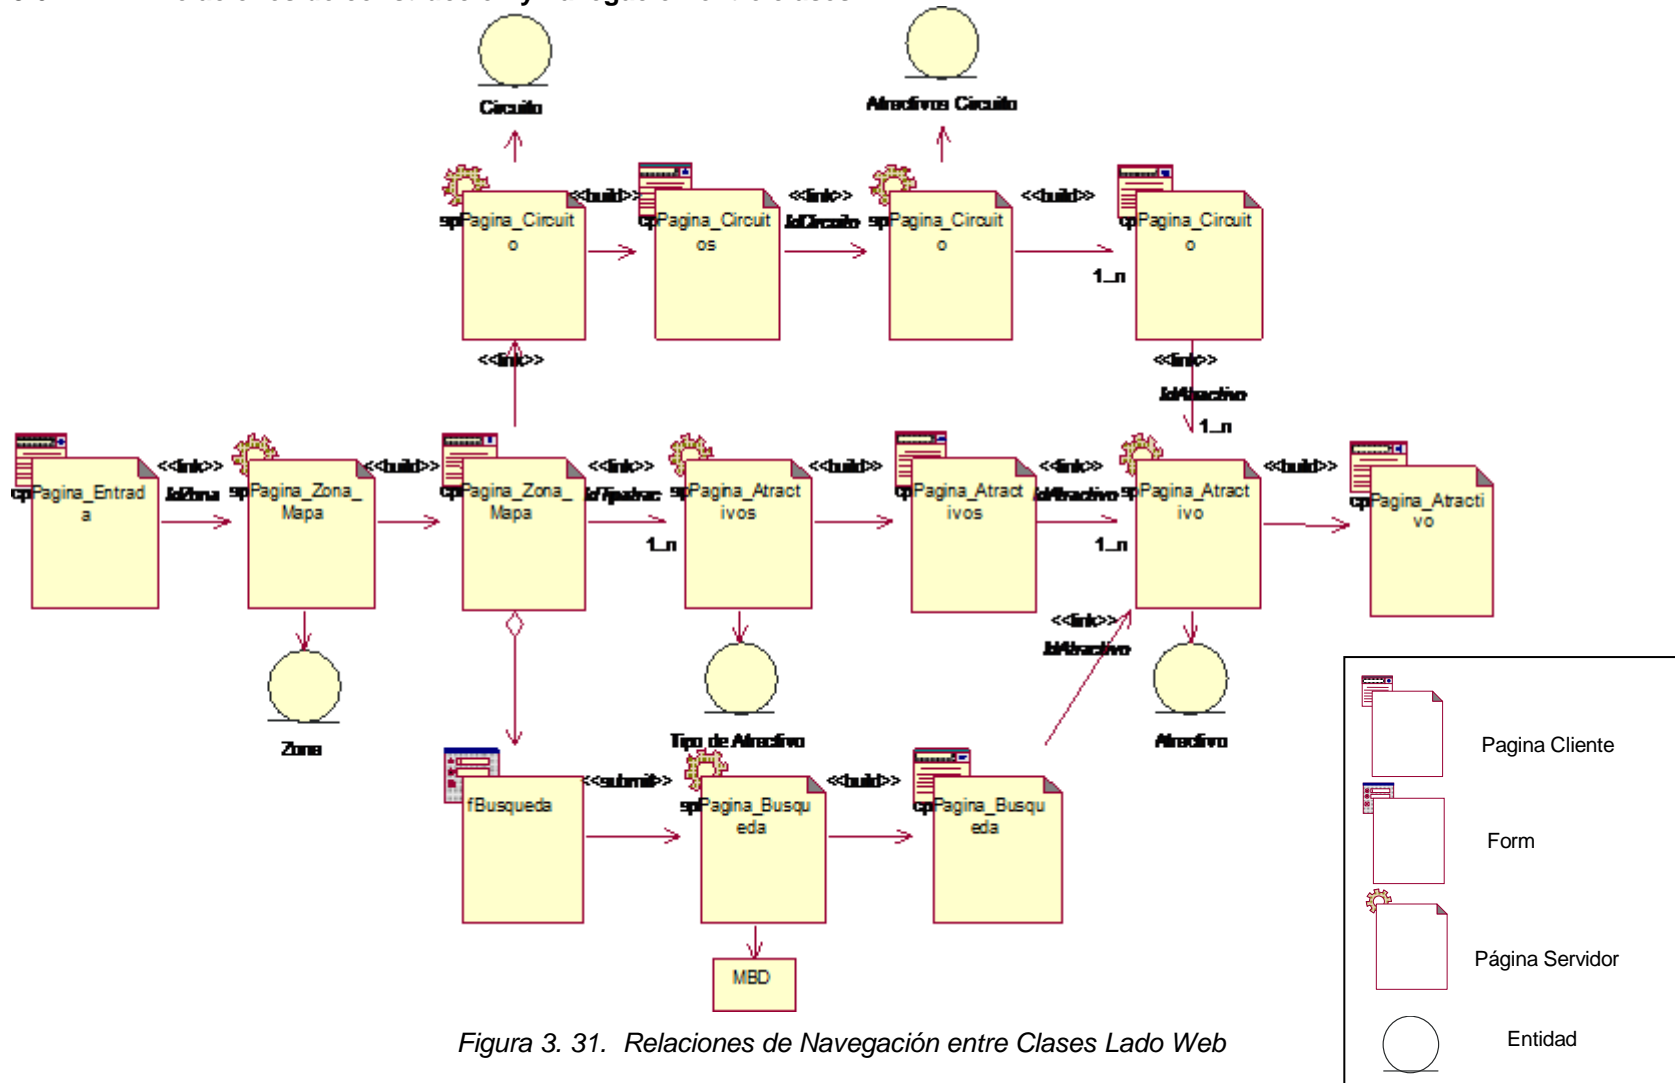 Circuito
Atractivos Circuito
<<build>>
<<link>>
<<build>>
spPagina_Circuit
o
cpPagina_Circuit
os
IdCircuito
spPagina_Circuit
o
cpPagina_Circuit
o
1..n
<<link>>
<<link>>
IdAtractivo
1..n
<<link>>
<<build>>
<<link>>
<<build>>
<<link>>
<<build>>
cpPagina_Entrad
a
IdZona
spPagina_Zona_
Mapa
cpPagina_Zona_
Mapa
IdTipatrac
spPagina_Atract
ivos
cpPagina_Atract
ivos
IdAtractivo
spPagina_Atract
ivo
cpPagina_Atracti
vo
1..n
1..n
<<link>>
IdAtractivo
Zona
Tipo de Atractivo
Atractivo
<<submit>>
<<build>>
fBusqueda
spPagina_Busqu
eda
cpPagina_Busqu
eda
MBD
Pagina Cliente
Form
Página Servidor
Entidad
Figura 3. 31. Relaciones de Navegación entre Clases Lado Web